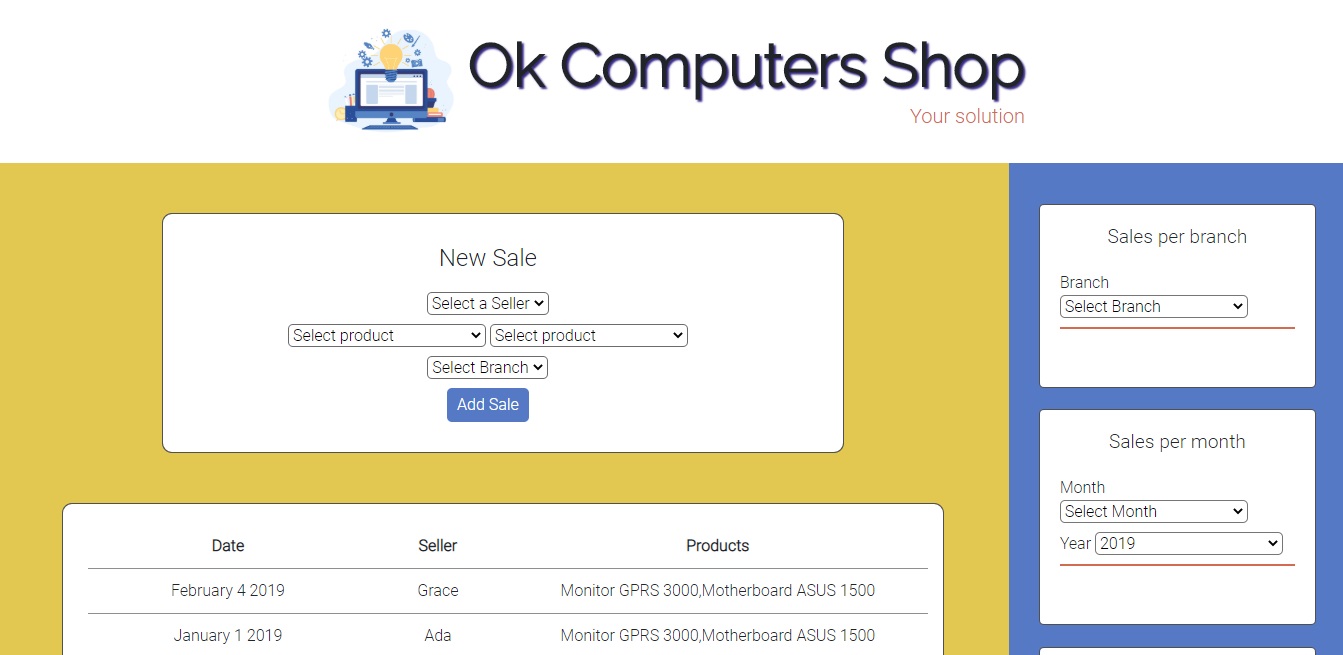 Ok Computers Shop
Your solution
New Sale
Select a Seller
Select product Select product
Select Branch
Add Sale
Date Seller Products
February 4 2019 Grace Monitor GPRS 3000,Motherboard ASUS 1500
January 1 2019 Ada Monitor GPRS 3000,Motherboard ASUS 1500
Sales per branch
Branch
Select Branch
Sales per month
Month
Select Month
Year 2019